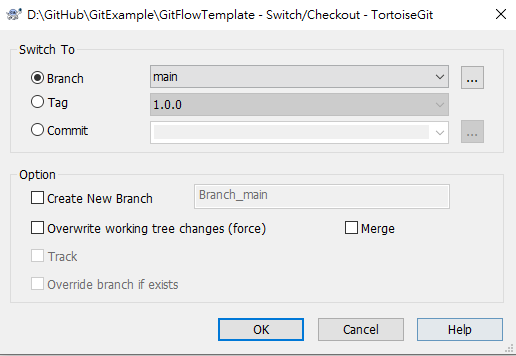 D:\GitHub\GitExample\GitFlowTemplate - Switch/Checkout - TortoiseGit
Switch To
Branch main ...
Tag 1.0.0
Commit ...
Option
Create New Branch Branch_main
Overwrite working tree changes (force) Merge
Track
Override branch if exists
OK Cancel Help